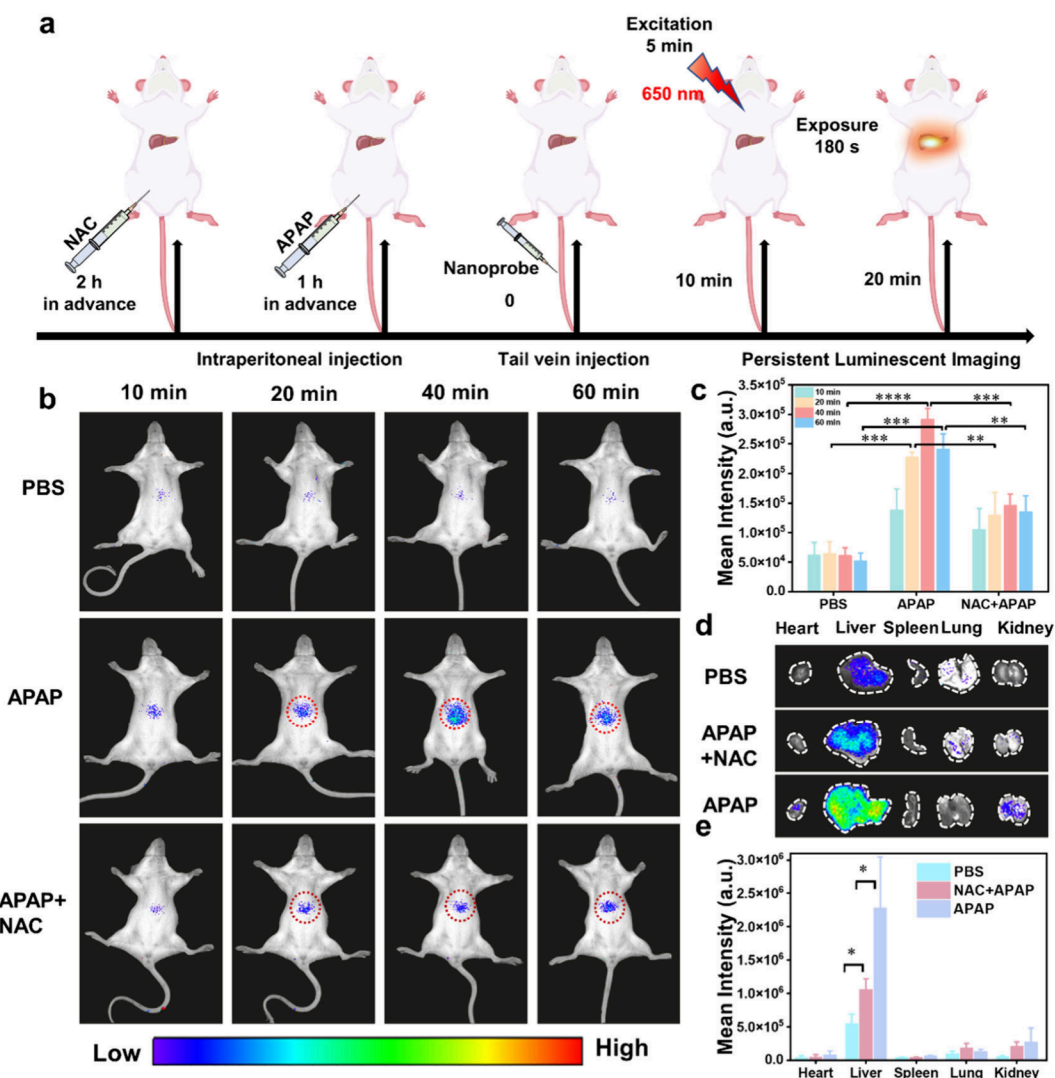 a
Excitation
5 min
650 nm
Exposure
180 s
NAC
APAP
Nanoprobe
2 h
in advance
1 h
in advance
0
10 min
20 min
Intraperitoneal injection
Tail vein injection
Persistent Luminescent Imaging
b
10 min
20 min
40 min
60 min
PBS
APAP
APAP+
NAC
Low
High
c
Mean Intensity (a.u.)
3.5×10⁵
3.0×10⁵
2.5×10⁵
2.0×10⁵
1.5×10⁵
1.0×10⁵
5.0×10⁴
0.0
10 min
20 min
40 min
60 min
****
***
***
**
***
**
PBS
APAP
NAC+APAP
d
Heart
Liver
Spleen
Lung
Kidney
PBS
APAP
+NAC
APAP
e
Mean Intensity (a.u.)
3.0×10⁶
2.5×10⁶
2.0×10⁶
1.5×10⁶
1.0×10⁶
5.0×10⁵
0.0
PBS
NAC+APAP
APAP
*
*
Heart
Liver
Spleen
Lung
Kidney